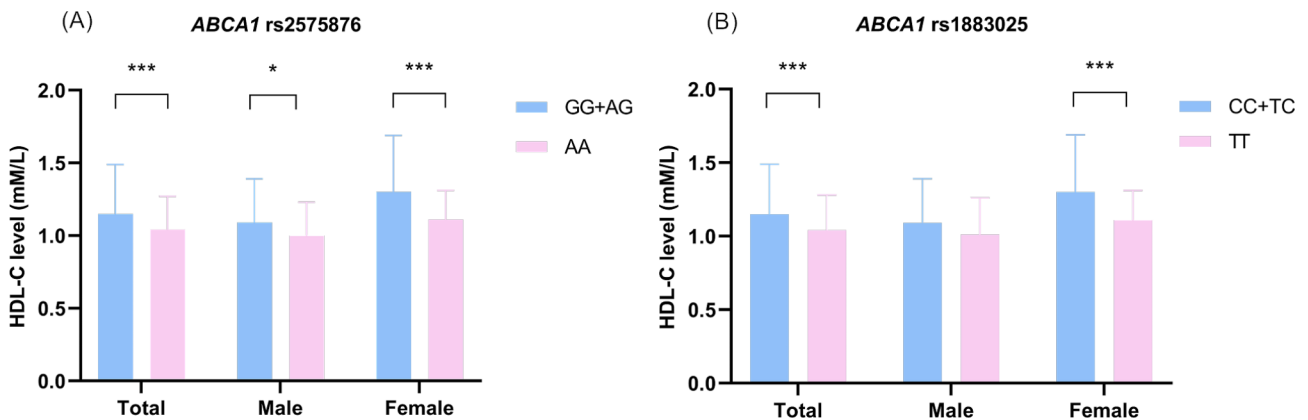 (A)
ABCA1 rs2575876
***
*
***
GG+AG
AA
HDL-C level (mM/L)
2.0
1.5
1.0
0.5
0.0
Total
Male
Female
(B)
ABCA1 rs1883025
***
***
CC+TC
TT
HDL-C level (mM/L)
2.0
1.5
1.0
0.5
0.0
Total
Male
Female